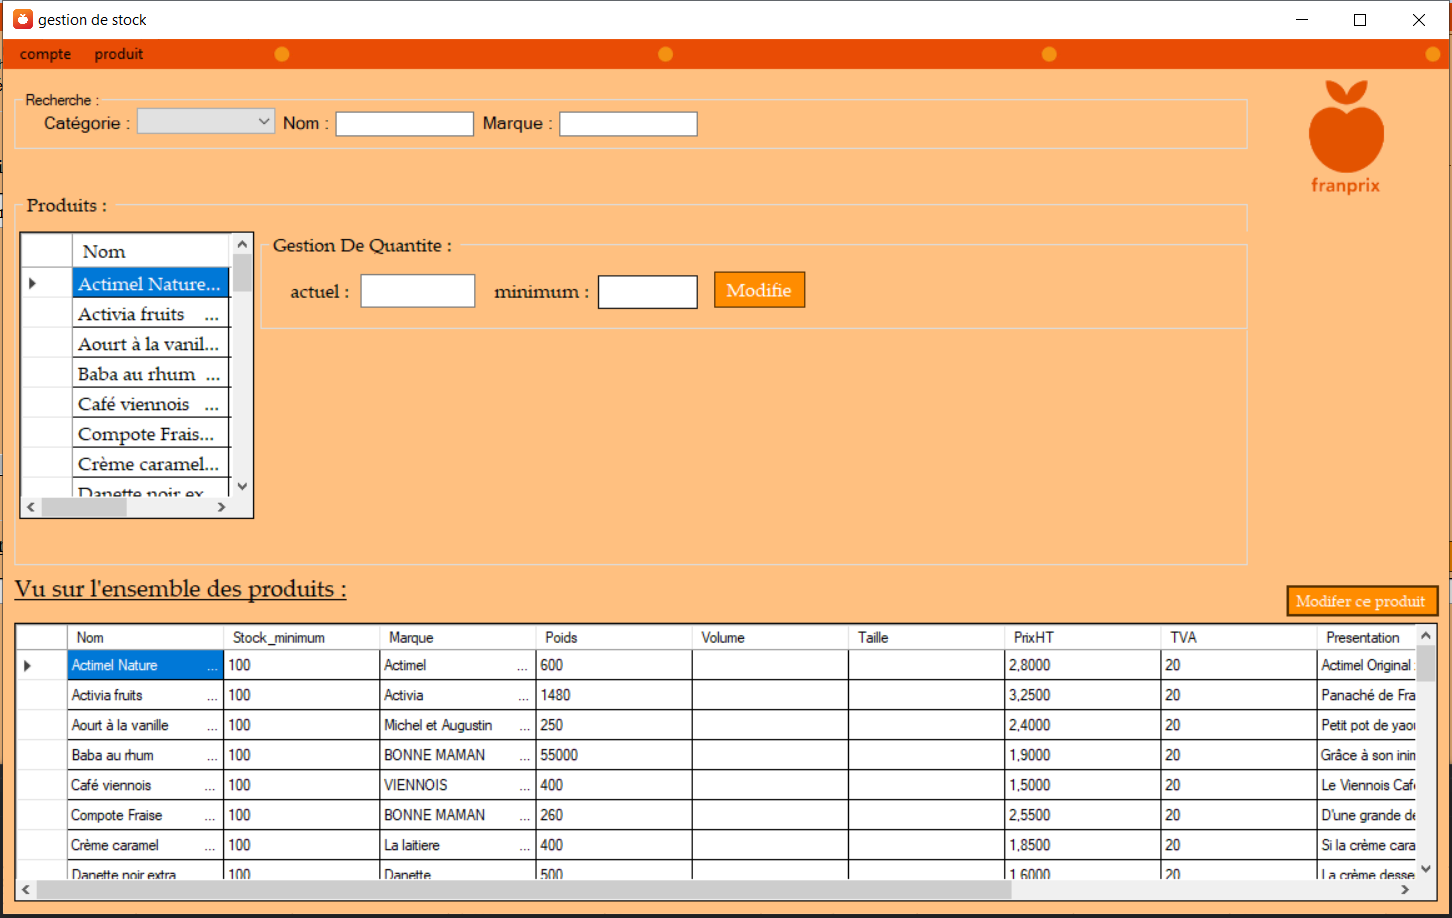 gestion de stock
compte produit
Recherche :
Catégorie : Nom : Marque :
franprix
Produits :
Nom
Actimel Nature...
Activia fruits ...
Aourt à la vanil...
Baba au rhum ...
Café viennois ...
Compote Frais...
Crème caramel...
Danette noir ex
Gestion De Quantite :
actuel : minimum : Modifie
Vu sur l'ensemble des produits :
Modifer ce produit
Nom Stock_minimum Marque Poids Volume Taille PrixHT TVA Presentation
Actimel Nature ... 100 Actimel ... 600 2,8000 20 Actimel Original
Activia fruits ... 100 Activia ... 1480 3,2500 20 Panaché de Fra
Aourt à la vanille ... 100 Michel et Augustin ... 250 2,4000 20 Petit pot de yaou
Baba au rhum ... 100 BONNE MAMAN ... 55000 1,9000 20 Grâce à son inim
Café viennois ... 100 VIENNOIS ... 400 1,5000 20 Le Viennois Café
Compote Fraise ... 100 BONNE MAMAN ... 260 2,5500 20 D'une grande de
Crème caramel ... 100 La laitiere ... 400 1,8500 20 Si la crème cara
Danette noir extra 100 Danette 500 1,6000 20 La crème desse